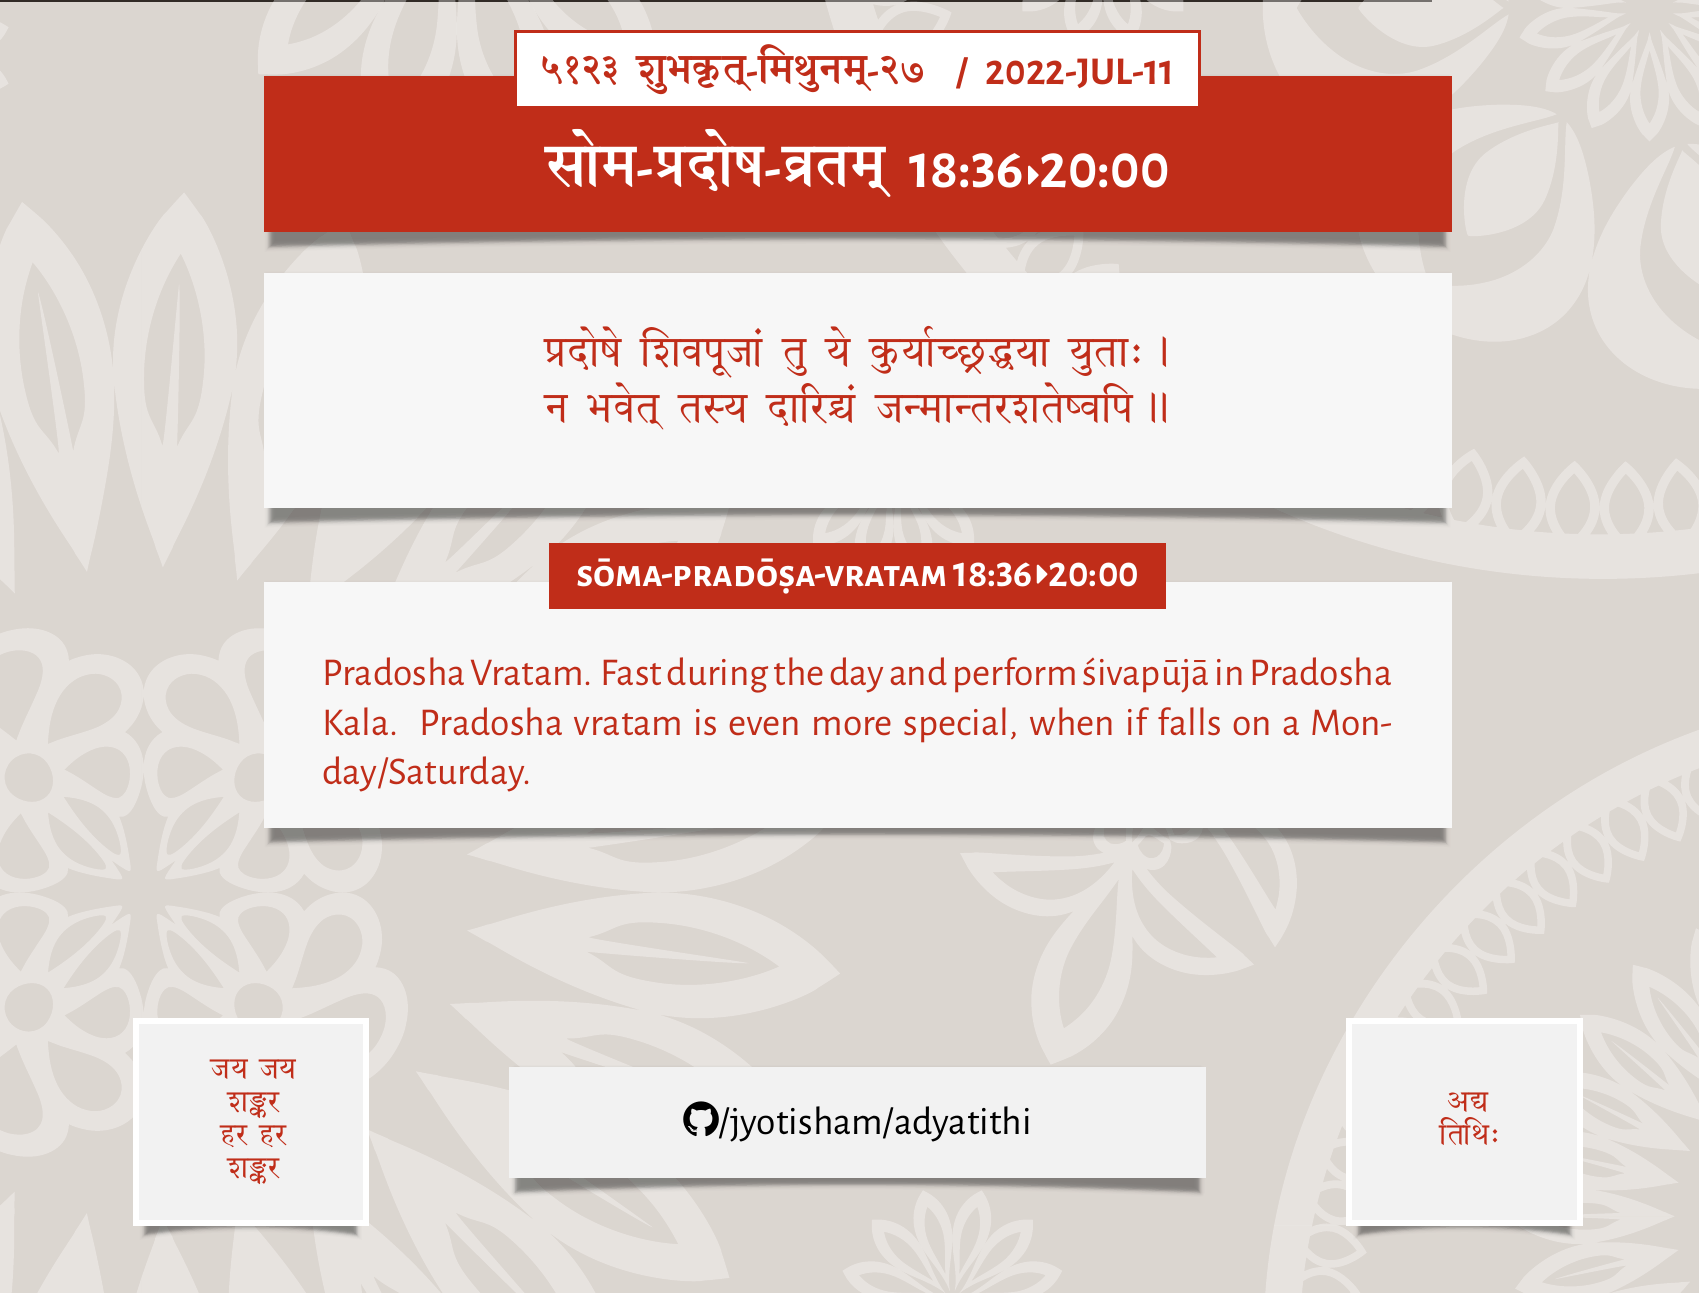 ५१२३ शुभकृत्-मिथुनम्-२७ / 2022-JUL-11
सोम-प्रदोष-व्रतम् 18:36▸20:00
प्रदोषे शिवपूजां तु ये कुर्याच्छ्रद्धया युताः ।
न भवेत् तस्य दारिद्र्यं जन्मान्तरशतेष्वपि ॥
SŌMA-PRADŌṢA-VRATAM 18:36▸20:00
Pradosha Vratam. Fast during the day and perform śivapūjā in Pradosha
Kala. Pradosha vratam is even more special, when if falls on a Mon-
day/Saturday.
जय जय
शङ्कर
हर हर
शङ्कर
/jyotisham/adyatithi
अद्य
तिथिः